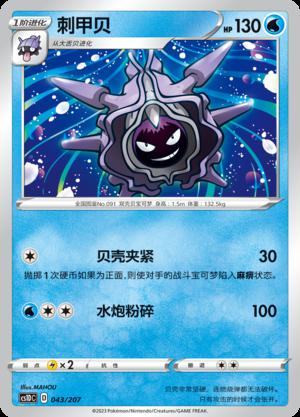 1阶进化
刺甲贝
HP 130
从大舌贝进化
全国图鉴No.091 双壳贝宝可梦 身高：1.5m 体重：132.5kg
贝壳夹紧 30
抛掷1次硬币如果为正面，则使对手的战斗宝可梦陷入麻痹状态。
水炮粉碎 100
弱点 ×2 抗性 撤退
Illus.MAHOU
CS1DC D 043/207
贝壳非常坚硬，连燃烧弹都无法破坏。
只有攻击的时候才会张开。
©2023 Pokémon/Nintendo/Creatures/GAME FREAK.